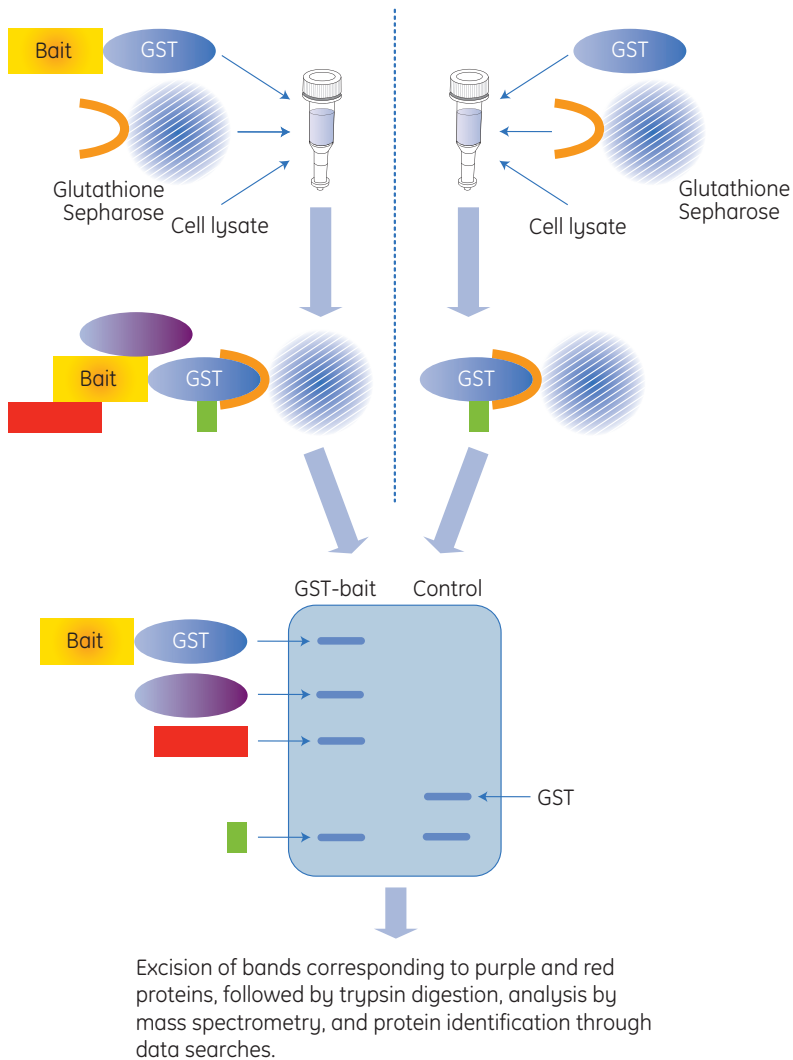 Bait
GST
GST
Glutathione
Sepharose
Cell lysate
Cell lysate
Glutathione
Sepharose
Bait
GST
GST
GST-bait
Control
Bait
GST
GST
Excision of bands corresponding to purple and red
proteins, followed by trypsin digestion, analysis by
mass spectrometry, and protein identification through
data searches.